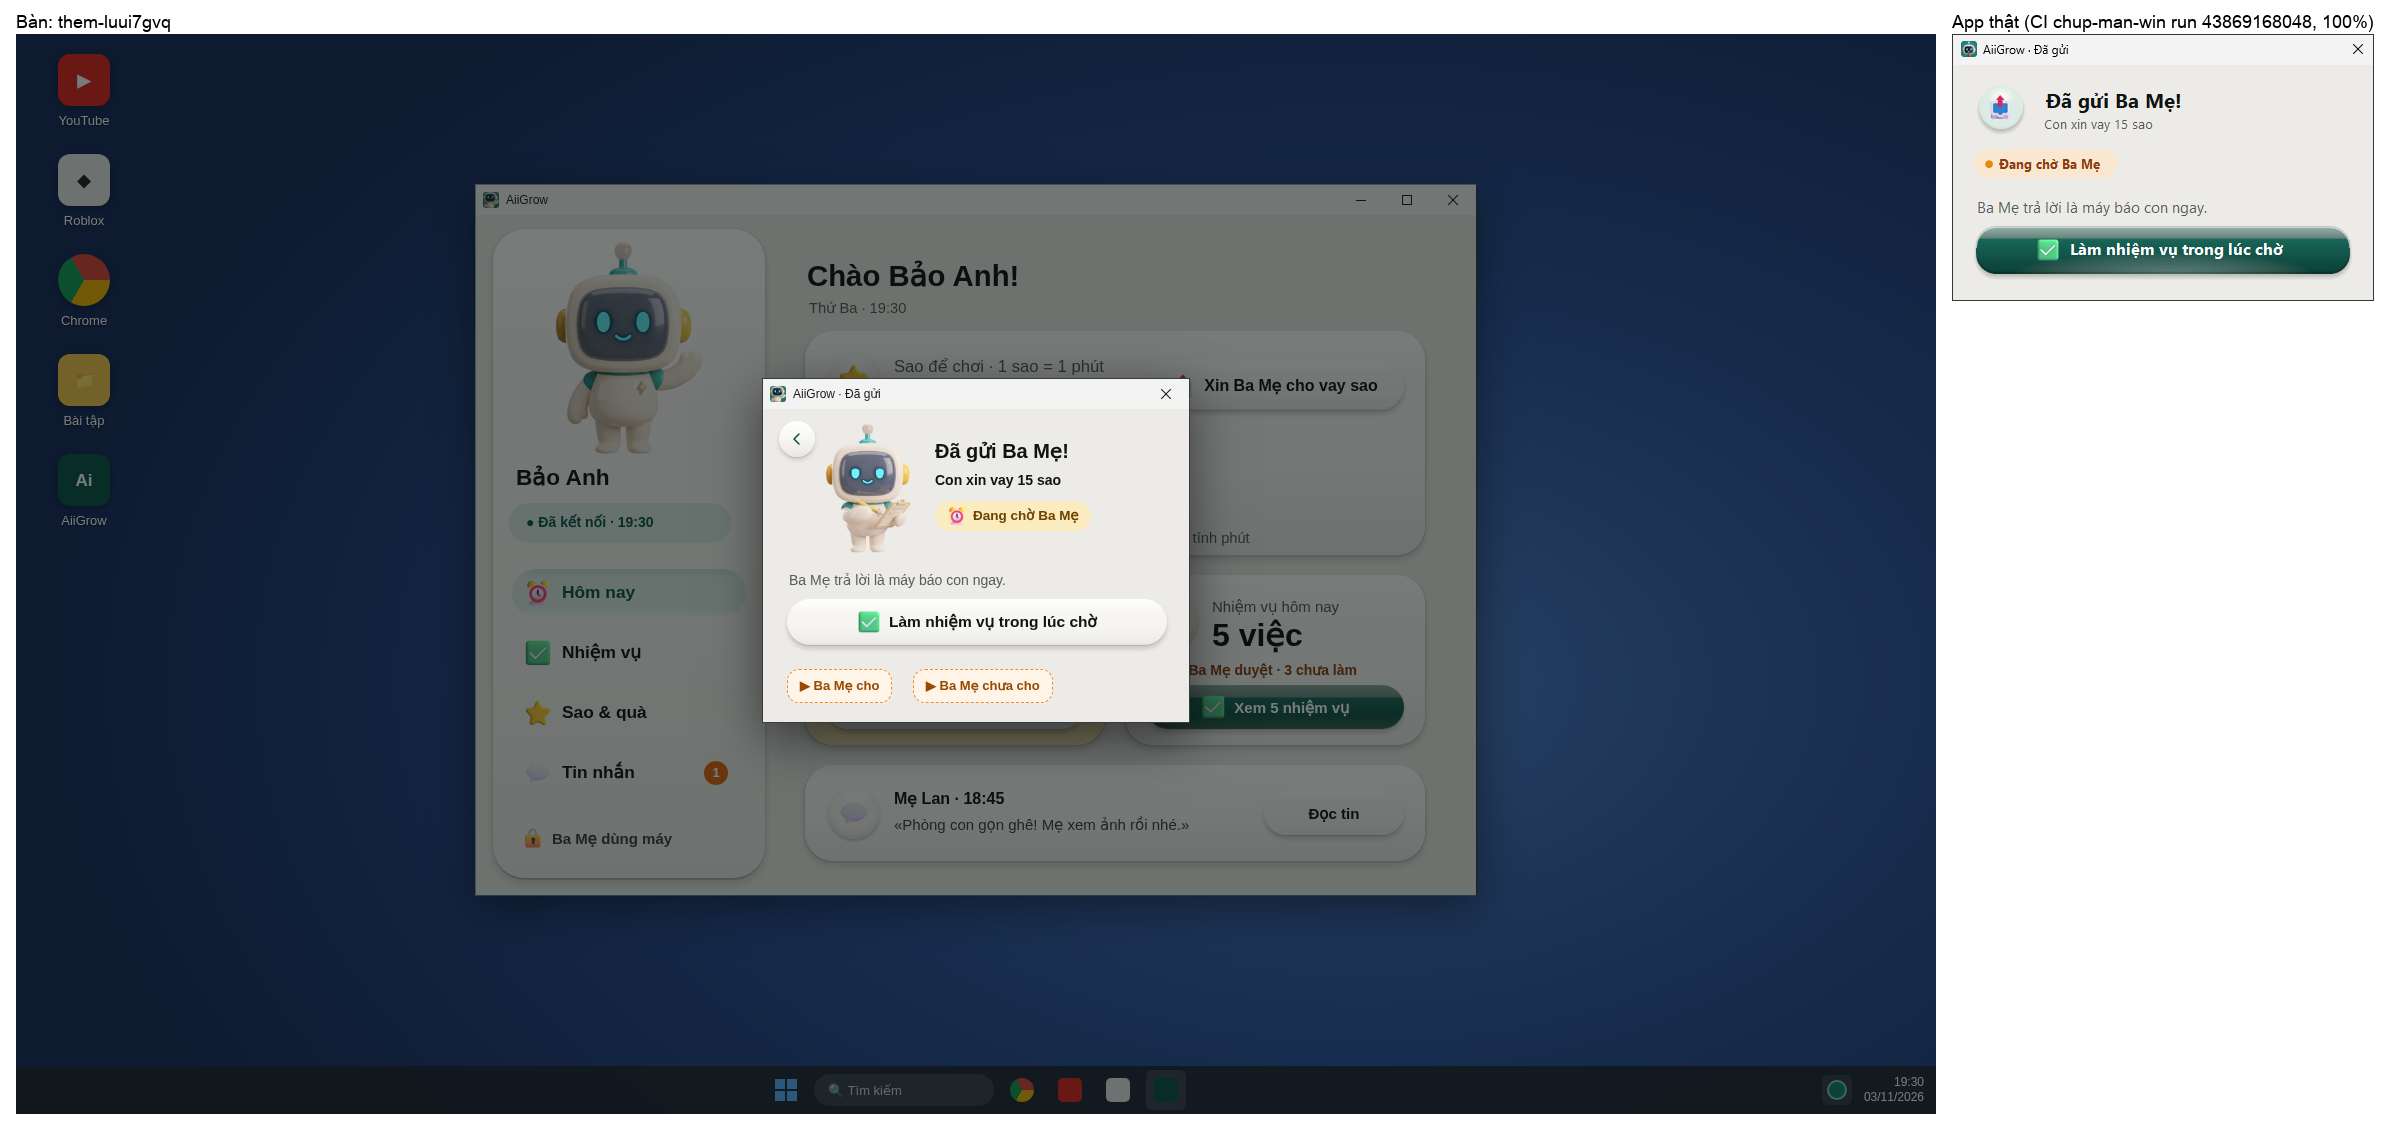 Bàn: them-luui7gvq
YouTube
Roblox
Chrome
Bài tập
Ai
AiiGrow
AiiGrow
Bảo Anh
● Đã kết nối · 19:30
Hôm nay
Nhiệm vụ
Sao & quà
Tin nhắn
1
Ba Mẹ dùng máy
Chào Bảo Anh!
Thứ Ba · 19:30
Sao để chơi · 1 sao = 1 phút
Xin Ba Mẹ cho vay sao
tính phút
Nhiệm vụ hôm nay
5 việc
Ba Mẹ duyệt · 3 chưa làm
Xem 5 nhiệm vụ
Mẹ Lan · 18:45
«Phòng con gọn ghê! Mẹ xem ảnh rồi nhé.»
Đọc tin
AiiGrow · Đã gửi
Đã gửi Ba Mẹ!
Con xin vay 15 sao
Đang chờ Ba Mẹ
Ba Mẹ trả lời là máy báo con ngay.
Làm nhiệm vụ trong lúc chờ
▶ Ba Mẹ cho
▶ Ba Mẹ chưa cho
Tìm kiếm
19:30
03/11/2026
App thật (CI chup-man-win run 43869168048, 100%)
AiiGrow · Đã gửi
Đã gửi Ba Mẹ!
Con xin vay 15 sao
Đang chờ Ba Mẹ
Ba Mẹ trả lời là máy báo con ngay.
Làm nhiệm vụ trong lúc chờ